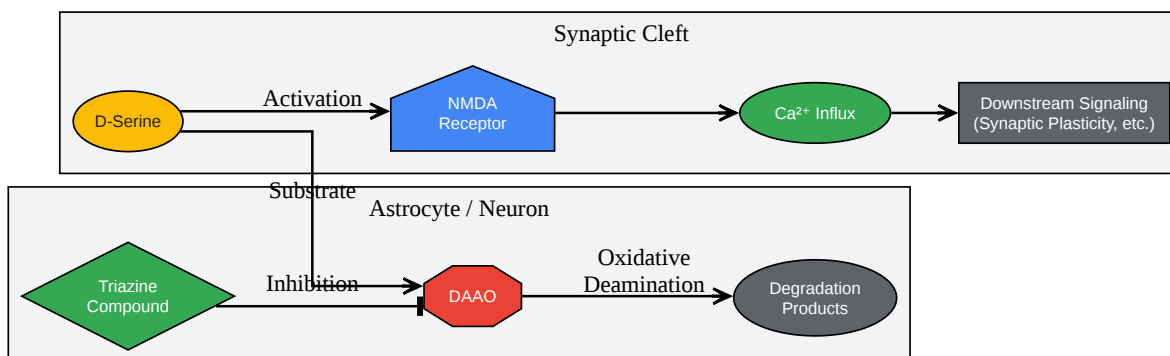 Synaptic Cleft
D-Serine
Activation
NMDA
Receptor
Ca²⁺ Influx
Downstream Signaling
(Synaptic Plasticity, etc.)
Substrate
Astrocyte / Neuron
Triazine
Compound
Inhibition
DAAO
Oxidative
Deamination
Degradation
Products